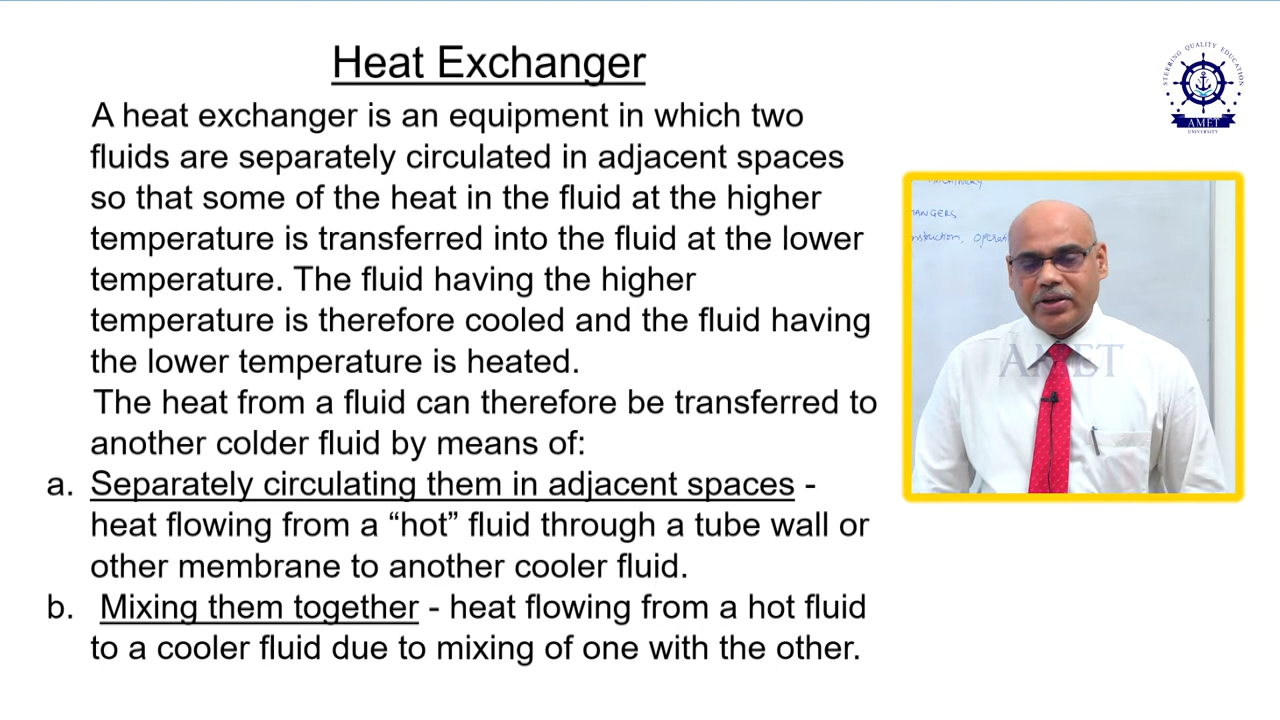 Heat Exchanger
A heat exchanger is an equipment in which two
fluids are separately circulated in adjacent spaces
so that some of the heat in the fluid at the higher
temperature is transferred into the fluid at the lower
temperature. The fluid having the higher
temperature is therefore cooled and the fluid having
the lower temperature is heated.
The heat from a fluid can therefore be transferred to
another colder fluid by means of:
a. Separately circulating them in adjacent spaces -
heat flowing from a “hot” fluid through a tube wall or
other membrane to another cooler fluid.
b. Mixing them together - heat flowing from a hot fluid
to a cooler fluid due to mixing of one with the other.
STEERING QUALITY EDUCATION
AMET
UNIVERSITY
AMET